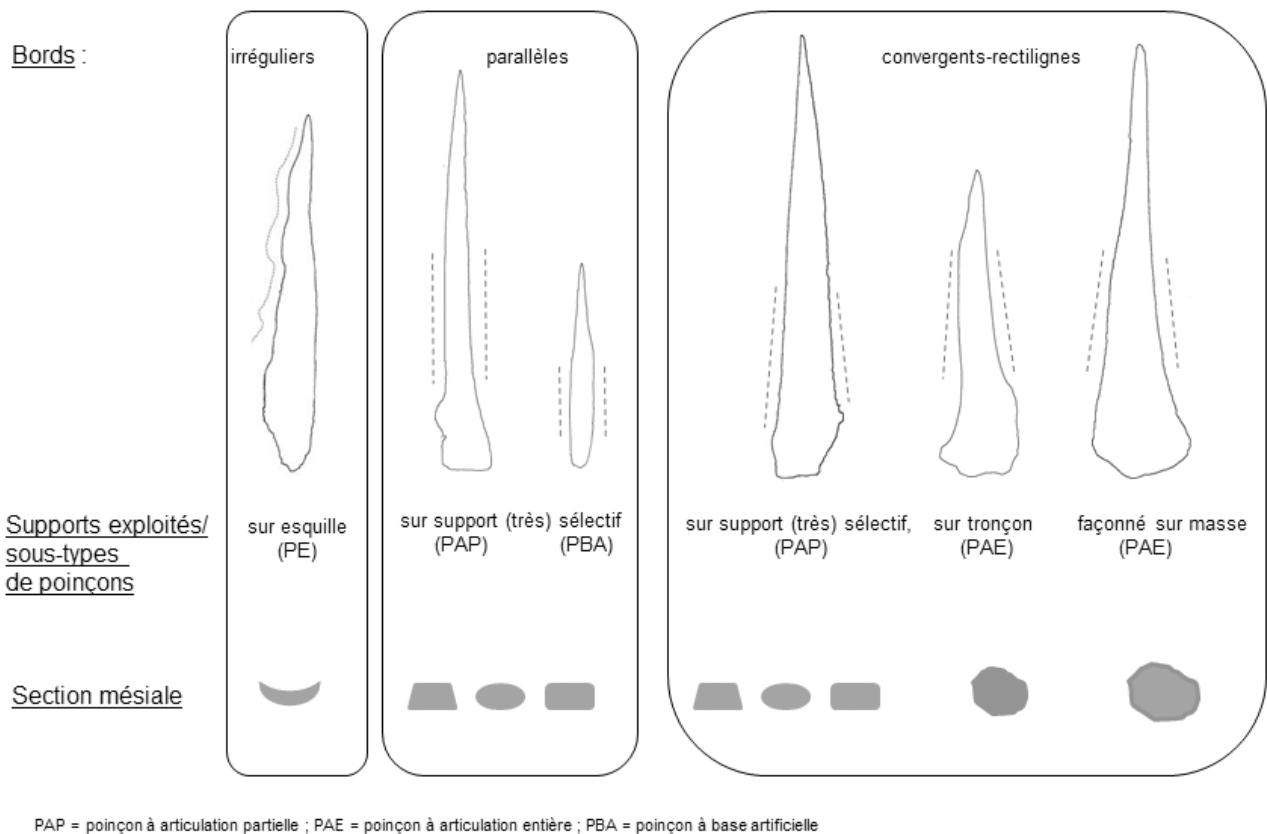 Bords :
irréguliers
parallèles
convergents-rectilignes
Supports exploités/
sous-types
de poinçons
sur esquille
(PE)
sur support (très) sélectif
(PAP) (PBA)
sur support (très) sélectif,
(PAP)
sur tronçon
(PAE)
façonné sur masse
(PAE)
Section mésiale
PAP = poinçon à articulation partielle ; PAE = poinçon à articulation entière ; PBA = poinçon à base artificielle